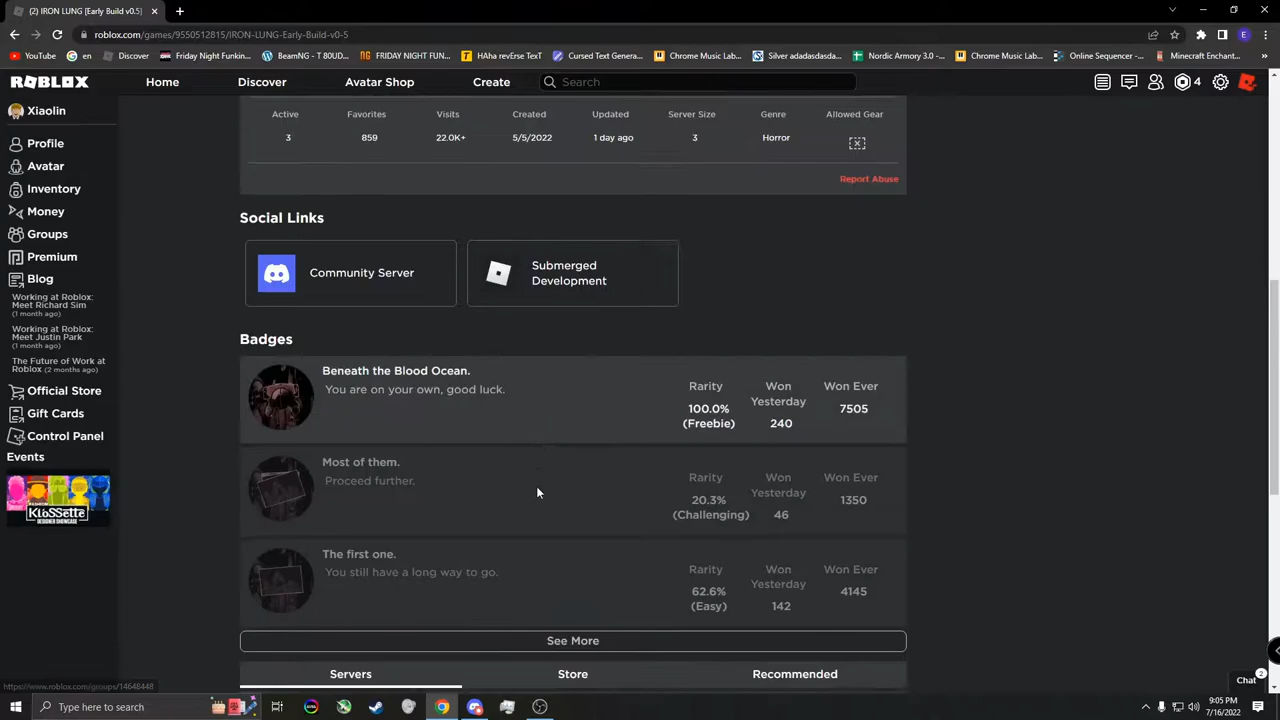 (2) IRON LUNG [Early Build v0.5]
roblox.com/games/9550512815/IRON-LUNG-Early-Build-v0-5
YouTube
en
Discover
Friday Night Funkin...
BeamNG - T 80UD...
FRIDAY NIGHT FUN...
HAha revErse TexT
Cursed Text Genera...
Chrome Music Lab...
Silver adadasdasda...
Nordic Armory 3.0 -...
Chrome Music Lab...
Online Sequencer -...
Minecraft Enchant...
ROBLOX
Home
Discover
Avatar Shop
Create
Search
4
Xiaolin
Profile
Avatar
Inventory
Money
Groups
Premium
Blog
Working at Roblox:
Meet Richard Sim
(1 month ago)
Working at Roblox:
Meet Justin Park
(1 month ago)
The Future of Work at
Roblox (2 months ago)
Official Store
Gift Cards
Control Panel
Events
KLOSSETTE
DESIGNER SHOWCASE
Active Favorites Visits Created Updated Server Size Genre Allowed Gear
3 859 22.0K+ 5/5/2022 1 day ago 3 Horror
Report Abuse
Social Links
Community Server
Submerged
Development
Badges
Beneath the Blood Ocean.
You are on your own, good luck.
Rarity
100.0%
(Freebie)
Won
Yesterday
240
Won Ever
7505
Most of them.
Proceed further.
Rarity
20.3%
(Challenging)
Won
Yesterday
46
Won Ever
1350
The first one.
You still have a long way to go.
Rarity
62.6%
(Easy)
Won
Yesterday
142
Won Ever
4145
See More
Servers
Store
Recommended
https://www.roblox.com/groups/14648448
Chat
2
Type here to search
9:05 PM
7/16/2022